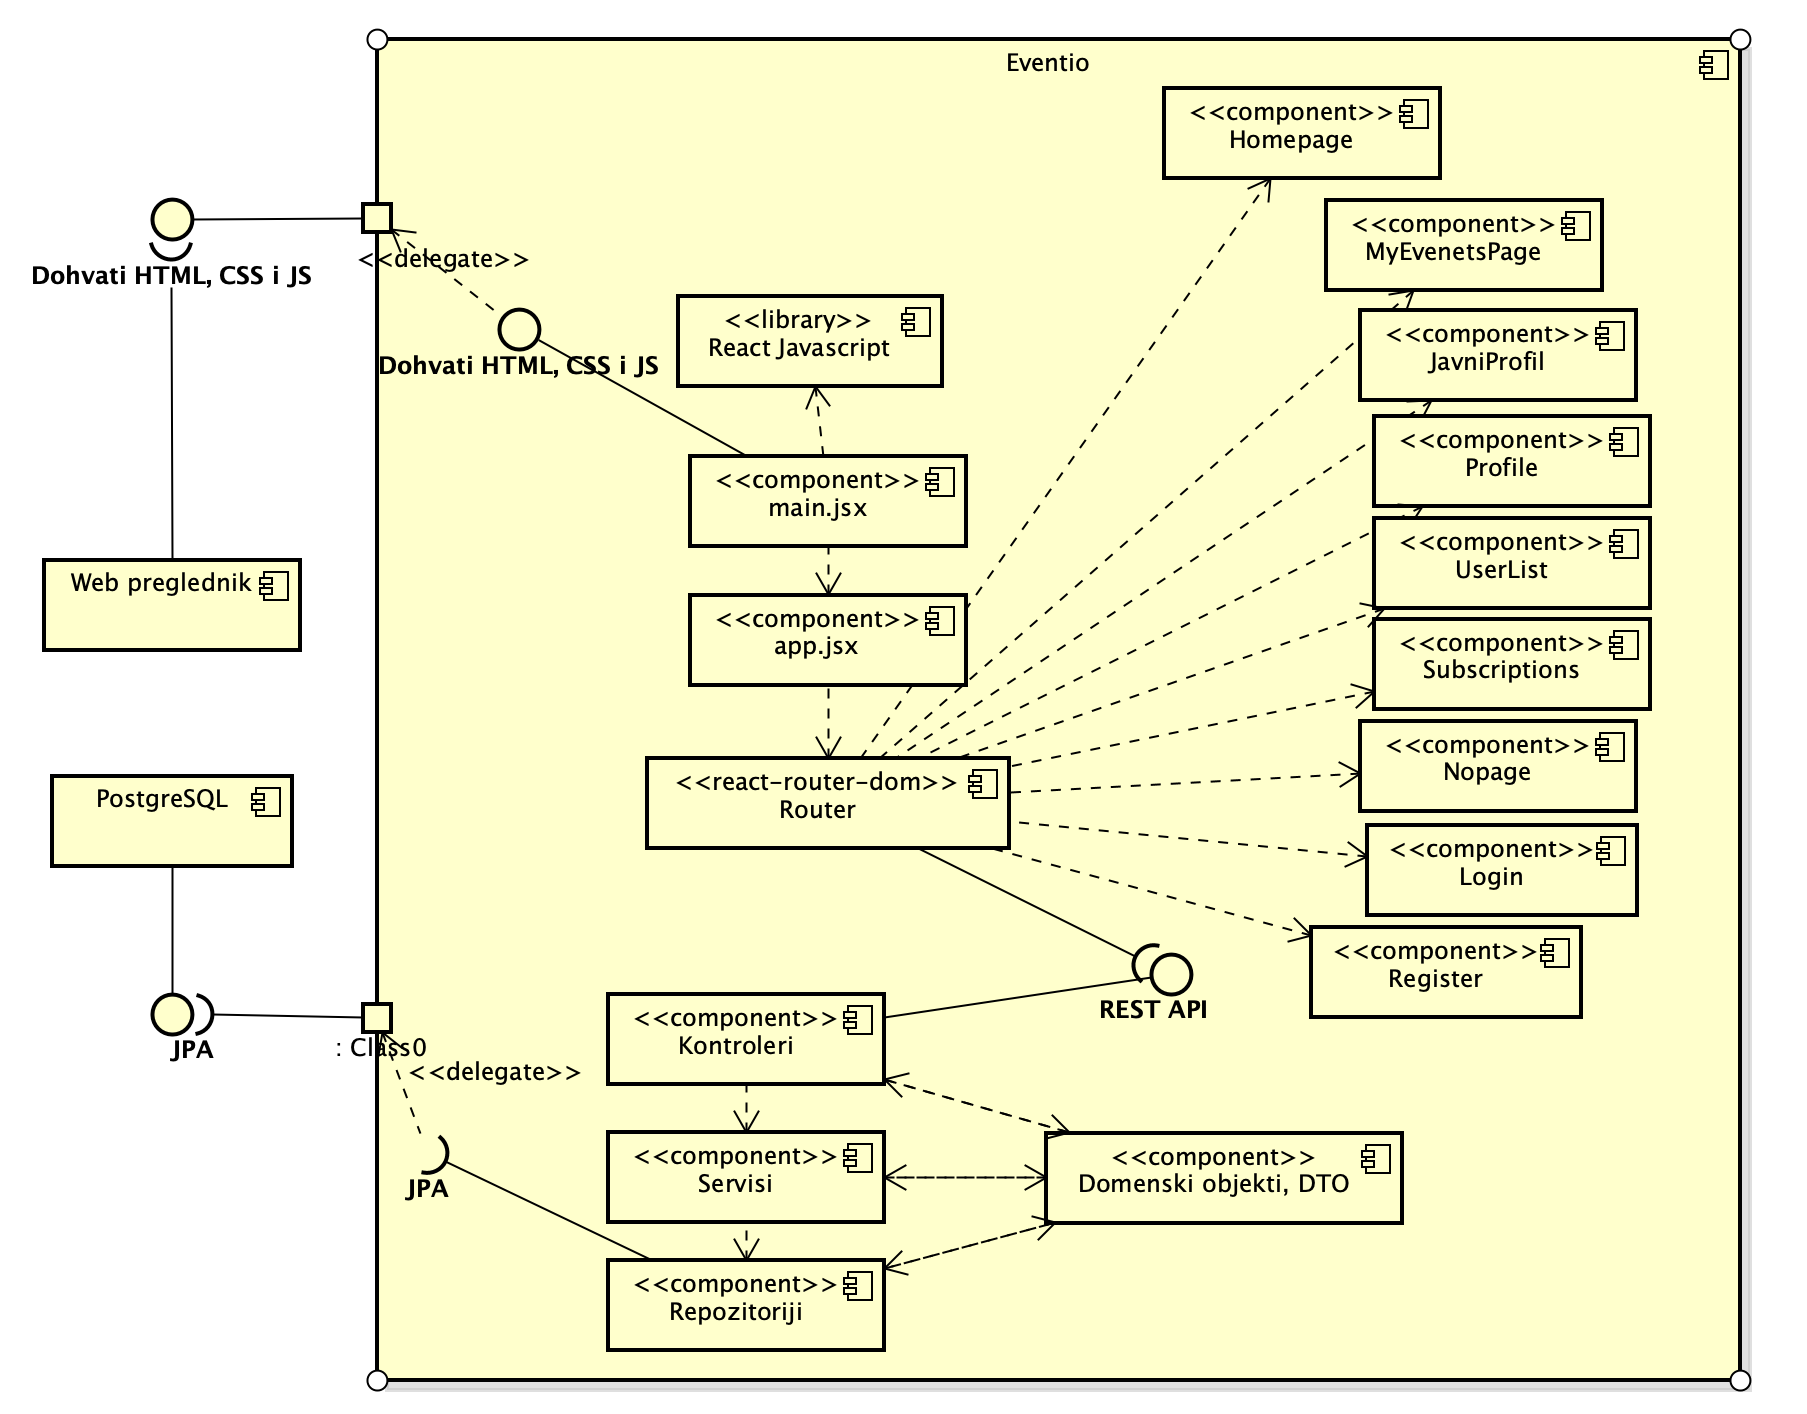 Eventio
<<component>>
Homepage
<<component>>
MyEvenetsPage
Dohvati HTML, CSS i JS
<<delegate>>
Dohvati HTML, CSS i JS
<<library>>
React Javascript
<<component>>
JavniProfil
<<component>>
main.jsx
<<component>>
Profile
Web preglednik
<<component>>
UserList
<<component>>
app.jsx
<<component>>
Subscriptions
PostgreSQL
<<react-router-dom>>
Router
<<component>>
Nopage
<<component>>
Login
<<component>>
Register
REST API
JPA
: Class0
<<delegate>>
<<component>>
Kontroleri
JPA
<<component>>
Servisi
<<component>>
Domenski objekti, DTO
<<component>>
Repozitoriji